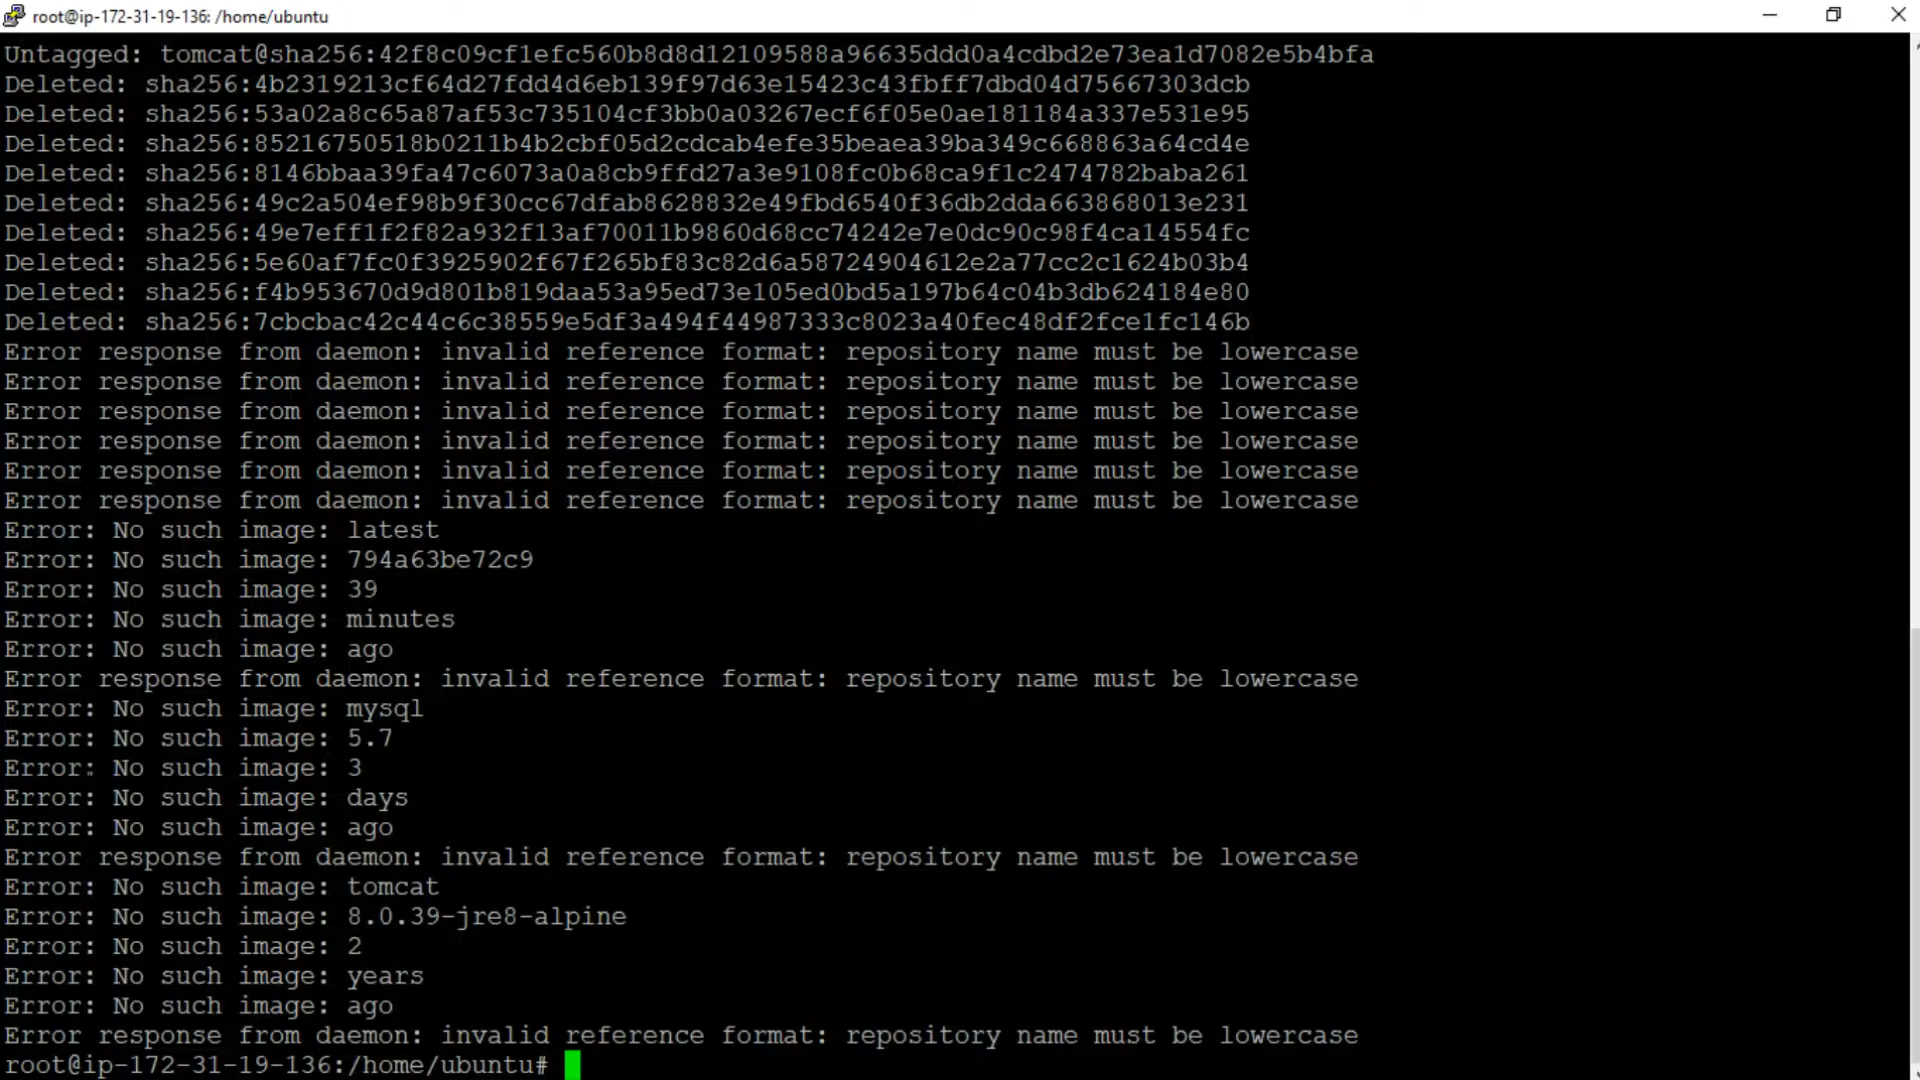 root@ip-172-31-19-136: /home/ubuntu
Untagged: tomcat@sha256:42f8c09cf1efc560b8d8d12109588a96635ddd0a4cdbd2e73ea1d7082e5b4bfa
Deleted: sha256:4b2319213cf64d27fdd4d6eb139f97d63e15423c43fbff7dbd04d75667303dcb
Deleted: sha256:53a02a8c65a87af53c735104cf3bb0a03267ecf6f05e0ae181184a337e531e95
Deleted: sha256:85216750518b0211b4b2cbf05d2cdcab4efe35beaea39ba349c668863a64cd4e
Deleted: sha256:8146bbaa39fa47c6073a0a8cb9ffd27a3e9108fc0b68ca9f1c2474782baba261
Deleted: sha256:49c2a504ef98b9f30cc67dfab8628832e49fbd6540f36db2dda663868013e231
Deleted: sha256:49e7eff1f2f82a932f13af70011b9860d68cc74242e7e0dc90c98f4ca14554fc
Deleted: sha256:5e60af7fc0f3925902f67f265bf83c82d6a58724904612e2a77cc2c1624b03b4
Deleted: sha256:f4b953670d9d801b819daa53a95ed73e105ed0bd5a197b64c04b3db624184e80
Deleted: sha256:7cbcbac42c44c6c38559e5df3a494f44987333c8023a40fec48df2fce1fc146b
Error response from daemon: invalid reference format: repository name must be lowercase
Error response from daemon: invalid reference format: repository name must be lowercase
Error response from daemon: invalid reference format: repository name must be lowercase
Error response from daemon: invalid reference format: repository name must be lowercase
Error response from daemon: invalid reference format: repository name must be lowercase
Error response from daemon: invalid reference format: repository name must be lowercase
Error: No such image: latest
Error: No such image: 794a63be72c9
Error: No such image: 39
Error: No such image: minutes
Error: No such image: ago
Error response from daemon: invalid reference format: repository name must be lowercase
Error: No such image: mysql
Error: No such image: 5.7
Error: No such image: 3
Error: No such image: days
Error: No such image: ago
Error response from daemon: invalid reference format: repository name must be lowercase
Error: No such image: tomcat
Error: No such image: 8.0.39-jre8-alpine
Error: No such image: 2
Error: No such image: years
Error: No such image: ago
Error response from daemon: invalid reference format: repository name must be lowercase
root@ip-172-31-19-136:/home/ubuntu#